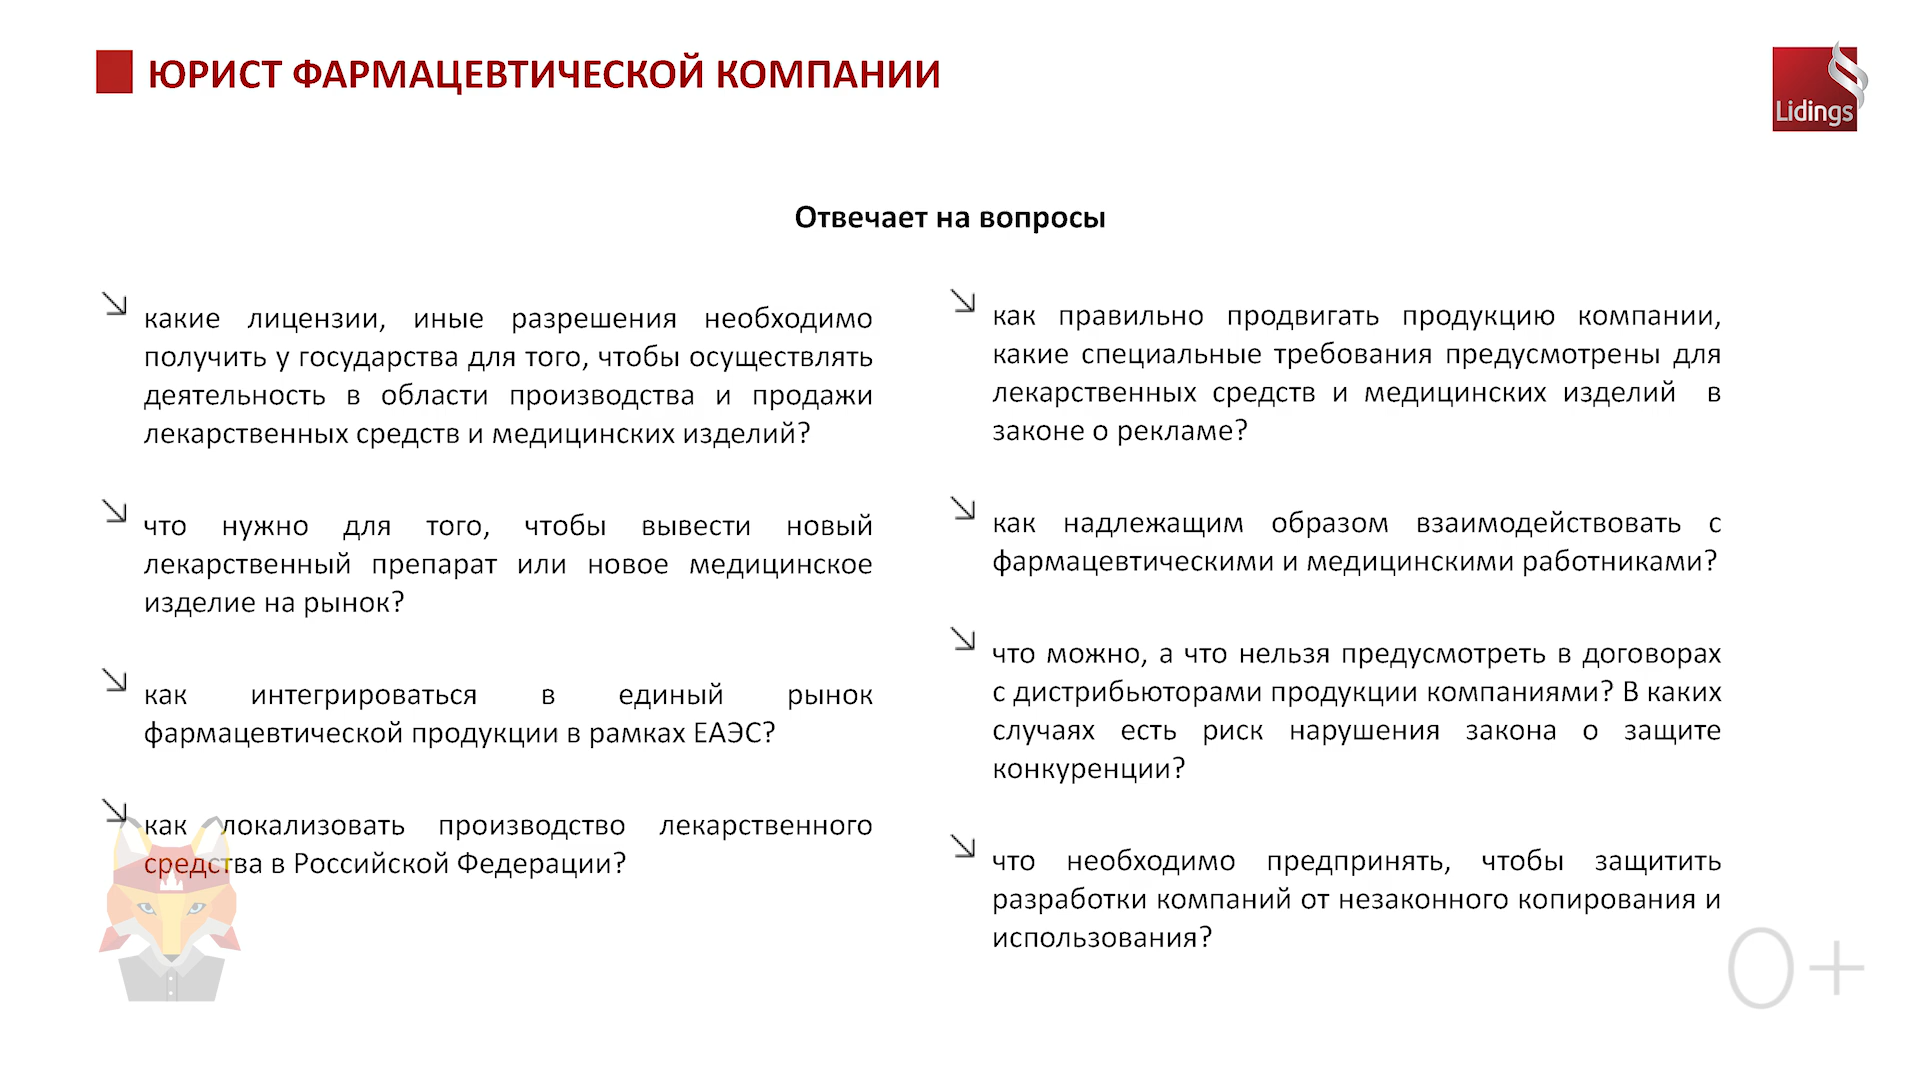 ЮРИСТ ФАРМАЦЕВТИЧЕСКОЙ КОМПАНИИ
Lidings
Отвечает на вопросы
какие лицензии, иные разрешения необходимо
получить у государства для того, чтобы осуществлять
деятельность в области производства и продажи
лекарственных средств и медицинских изделий?
что нужно для того, чтобы вывести новый
лекарственный препарат или новое медицинское
изделие на рынок?
как интегрироваться в единый рынок
фармацевтической продукции в рамках ЕАЭС?
как локализовать производство лекарственного
средства в Российской Федерации?
как правильно продвигать продукцию компании,
какие специальные требования предусмотрены для
лекарственных средств и медицинских изделий в
законе о рекламе?
как надлежащим образом взаимодействовать с
фармацевтическими и медицинскими работниками?
что можно, а что нельзя предусмотреть в договорах
с дистрибьюторами продукции компаниями? В каких
случаях есть риск нарушения закона о защите
конкуренции?
что необходимо предпринять, чтобы защитить
разработки компаний от незаконного копирования и
использования?
0+